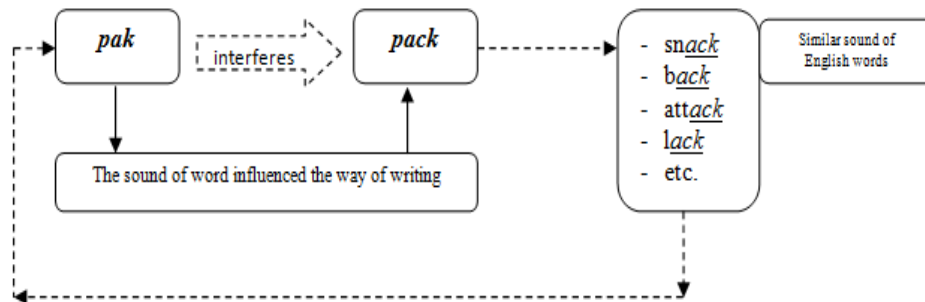 pak
interferes
pack
- snack
- back
- attack
- lack
- etc.
Similar sound of
English words
The sound of word influenced the way of writing